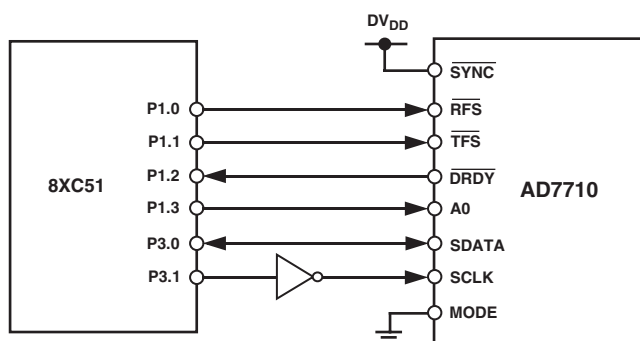 DV_DD
SYNC
P1.0
RFS
P1.1
TFS
8XC51
P1.2
DRDY
AD7710
P1.3
A0
P3.0
SDATA
P3.1
SCLK
MODE